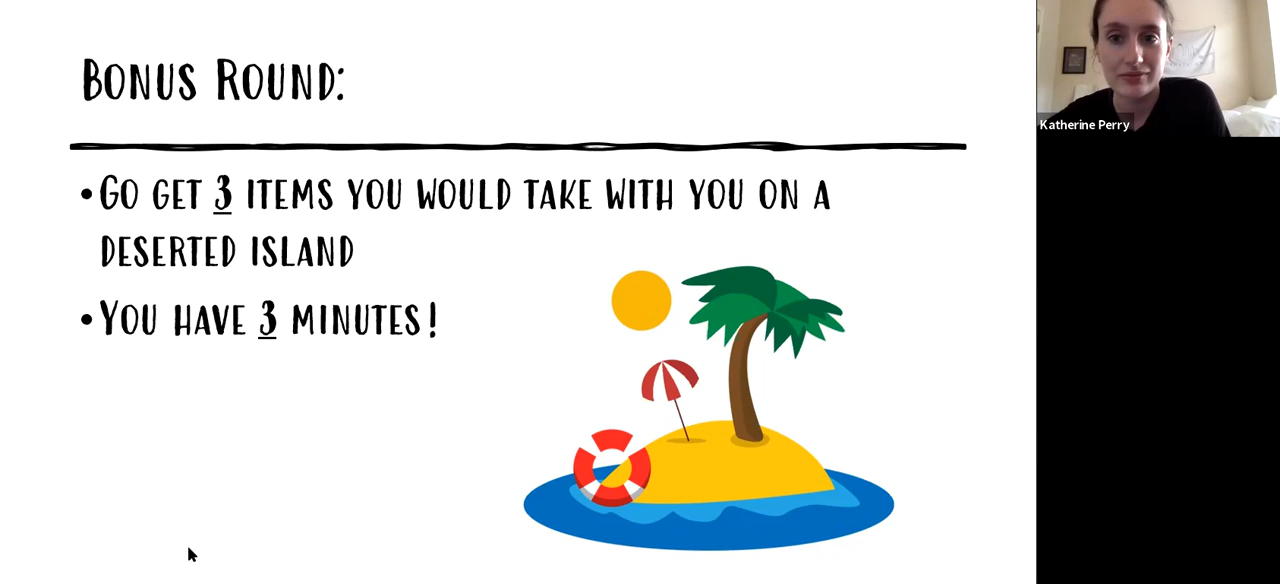 Bonus Round:
• Go get 3 items you would take with you on a
deserted island
• You have 3 minutes!
Katherine Perry